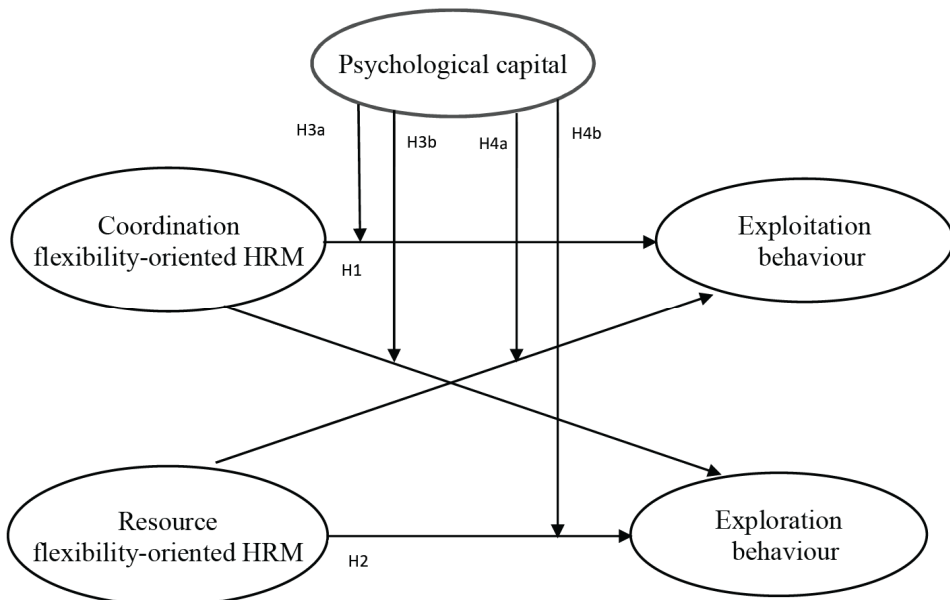 Psychological capital
H3a
H3b
H4a
H4b
Coordination
flexibility-oriented HRM
H1
Exploitation
behaviour
Resource
flexibility-oriented HRM
H2
Exploration
behaviour